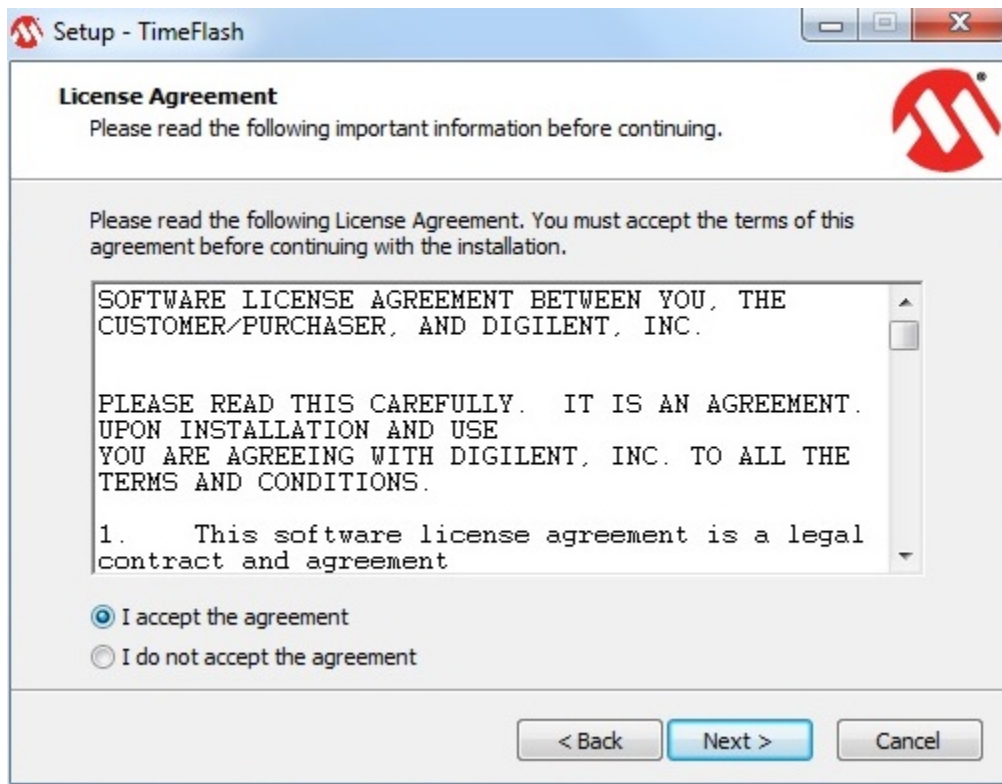 Setup - TimeFlash
License Agreement
Please read the following important information before continuing.
Please read the following License Agreement. You must accept the terms of this
agreement before continuing with the installation.
SOFTWARE LICENSE AGREEMENT BETWEEN YOU, THE
CUSTOMER/PURCHASER, AND DIGILENT, INC.
PLEASE READ THIS CAREFULLY.  IT IS AN AGREEMENT.
UPON INSTALLATION AND USE
YOU ARE AGREEING WITH DIGILENT, INC. TO ALL THE
TERMS AND CONDITIONS.
1.    This software license agreement is a legal
contract and agreement
I accept the agreement
I do not accept the agreement
< Back Next > Cancel